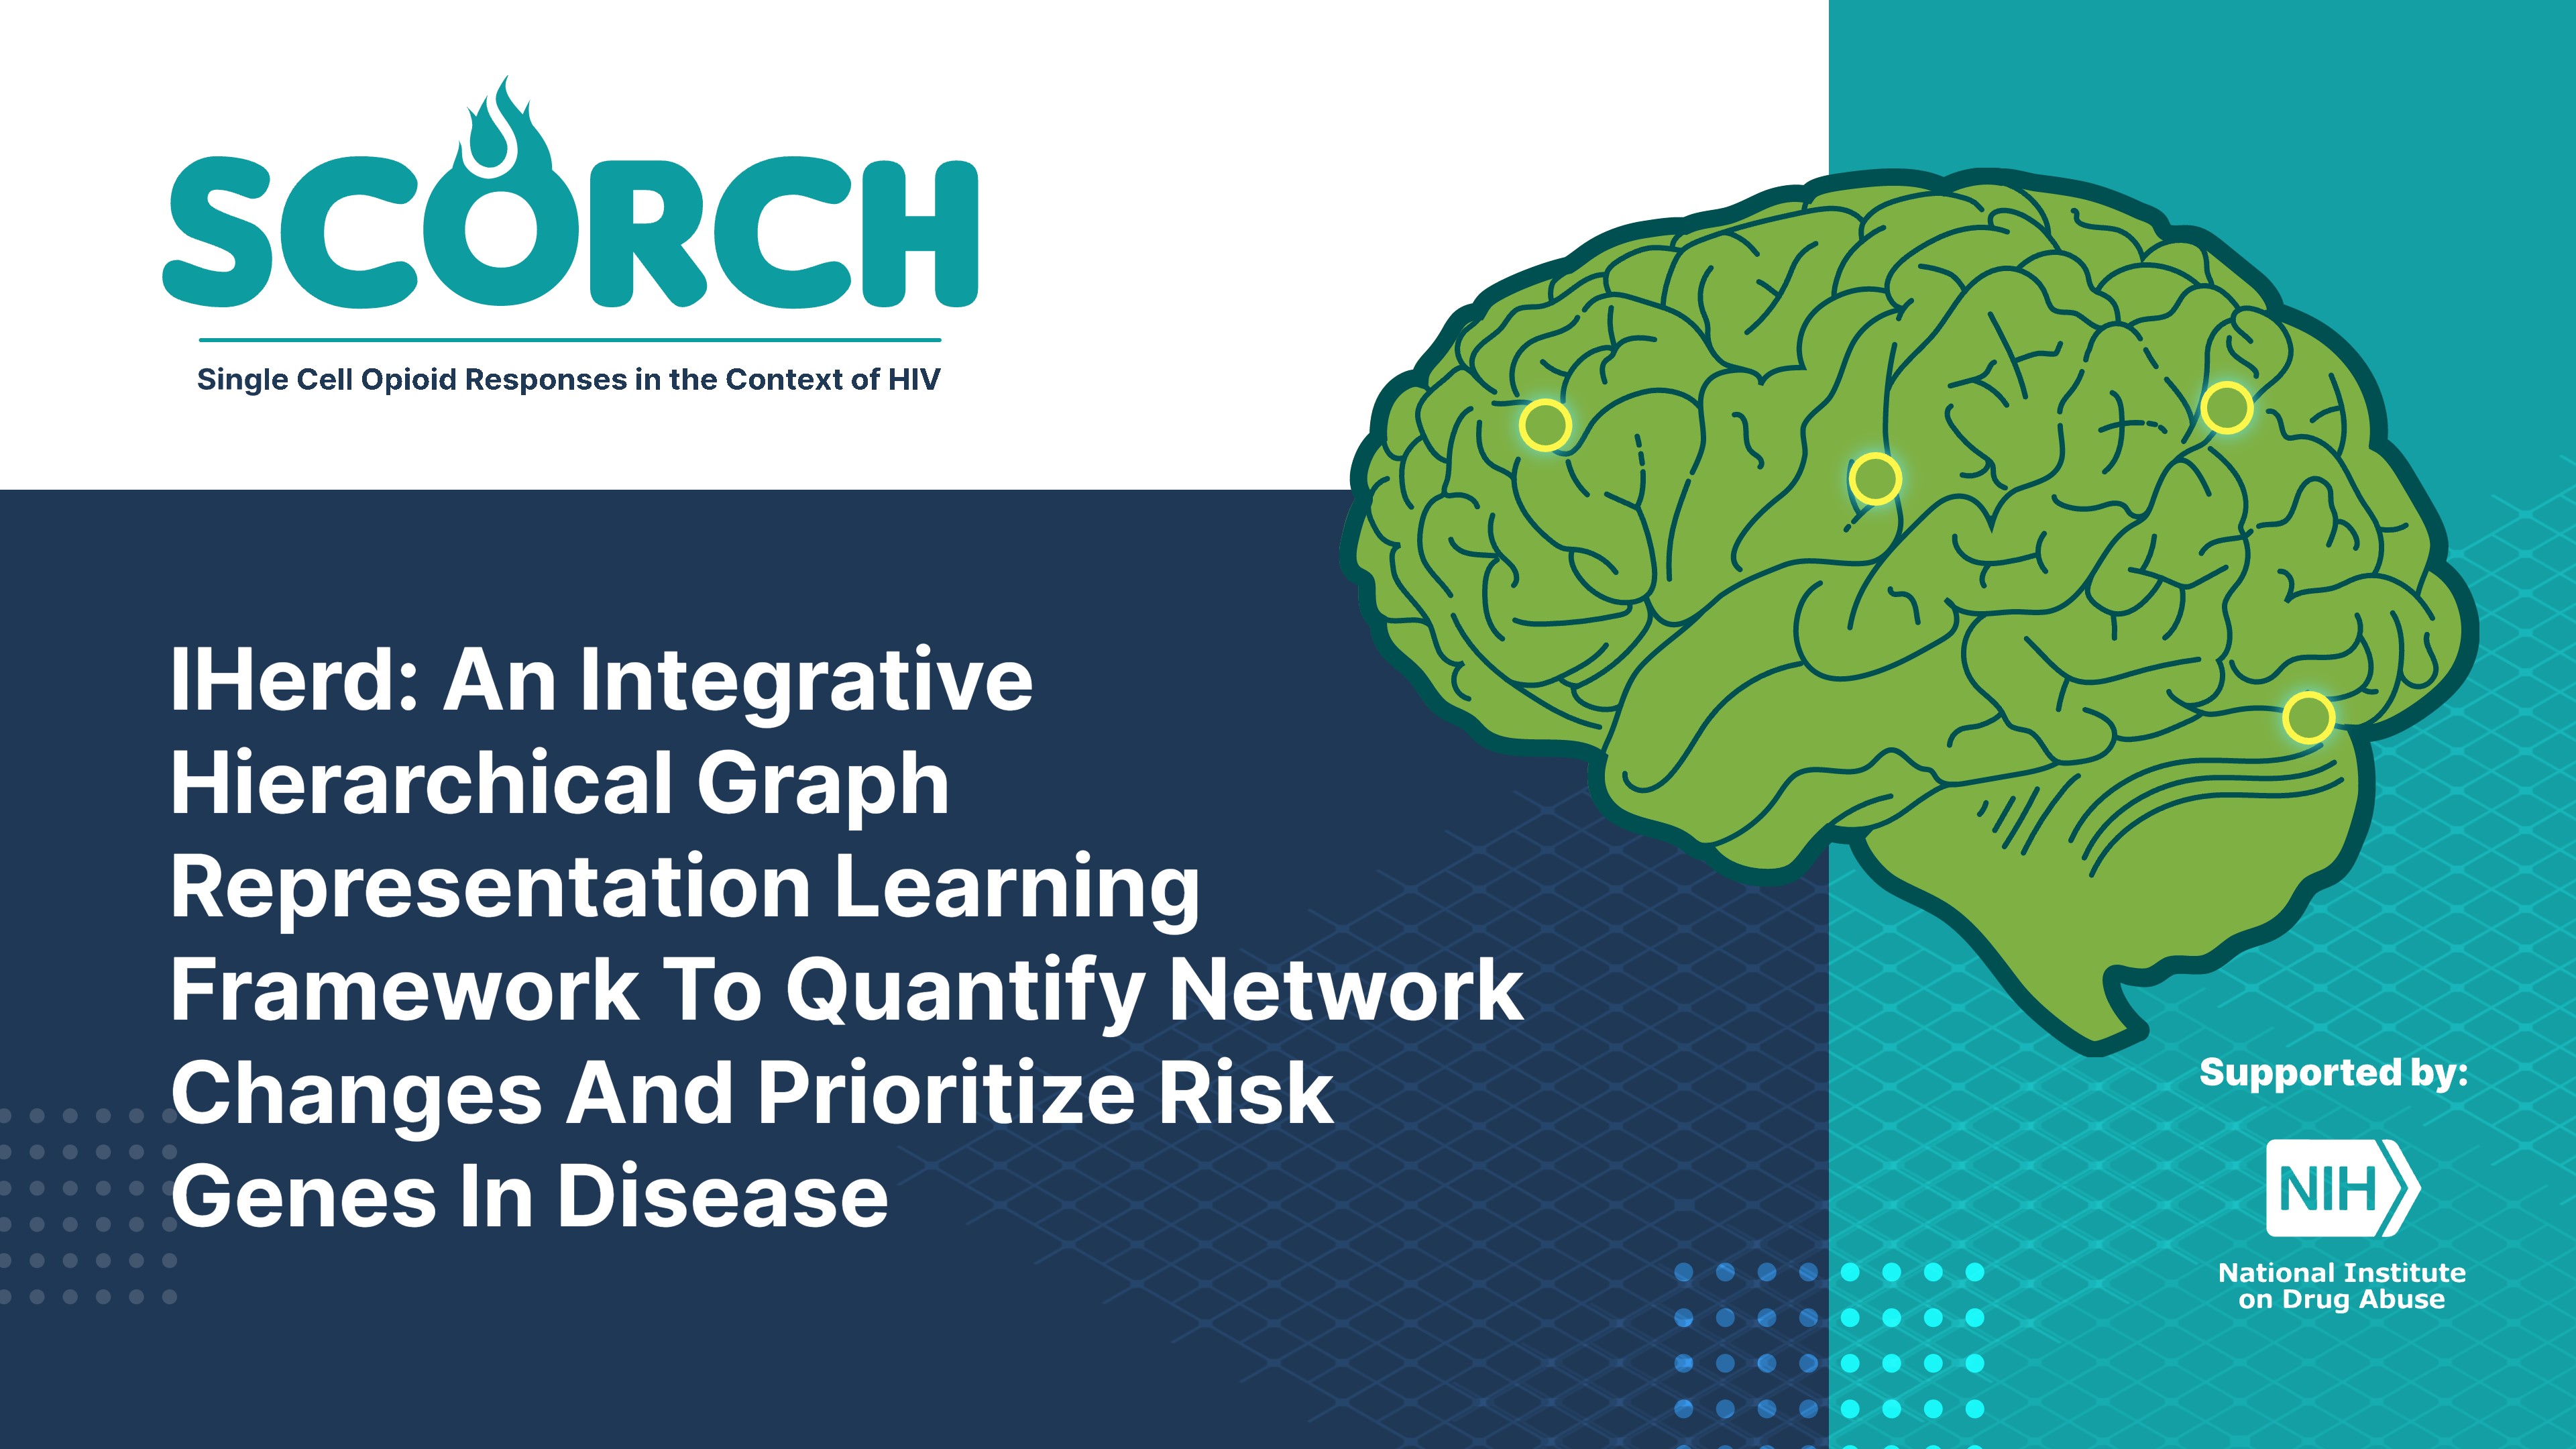 SCORCH
Single Cell Opioid Responses in the Context of HIV
IHerd: An Integrative
Hierarchical Graph
Representation Learning
Framework To Quantify Network
Changes And Prioritize Risk
Genes In Disease
Supported by:
NIH
National Institute
on Drug Abuse